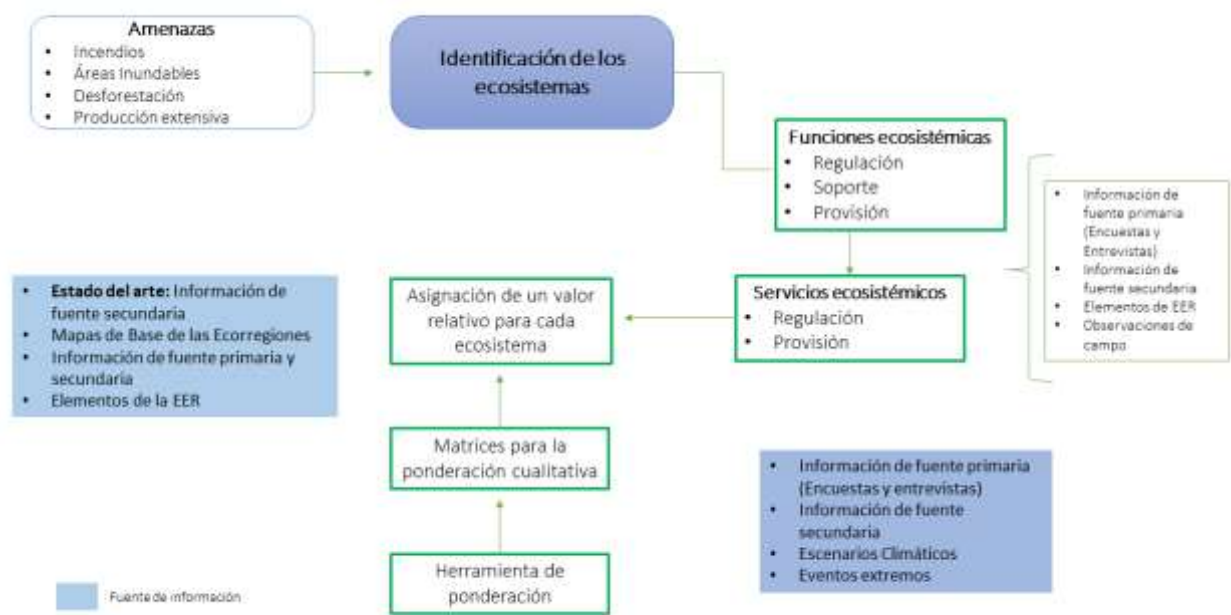 Amenazas
• Incendios
• Áreas Inundables
• Desforestación
• Producción extensiva
Identificación de los
ecosistemas
Funciones ecosistémicas
• Regulación
• Soporte
• Provisión
• Información de
fuente primaria
(Encuestas y
Entrevistas)
• Información de
fuente secundaria
• Elementos de EER
• Observaciones de
campo
• Estado del arte: Información de
fuente secundaria
• Mapas de Base de las Ecorregiones
• Información de fuente primaria y
secundaria
• Elementos de la EER
Asignación de un valor
relativo para cada
ecosistema
Servicios ecosistémicos
• Regulación
• Provisión
Matrices para la
ponderación cualitativa
• Información de fuente primaria
(Encuestas y entrevistas)
• Información de fuente
secundaria
• Escenarios Climáticos
• Eventos extremos
Herramienta de
ponderación
Fuente de información